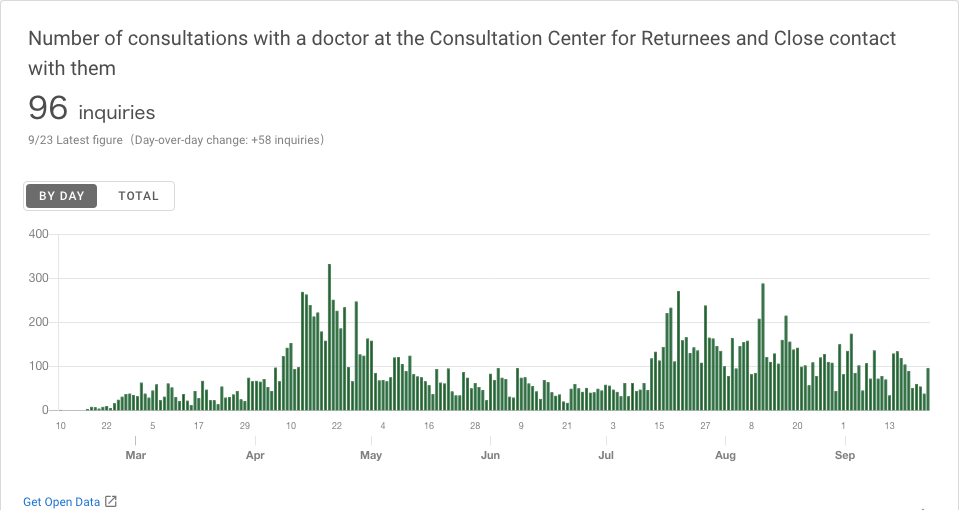 Number of consultations with a doctor at the Consultation Center for Returnees and Close contact
with them
96 inquiries
9/23 Latest figure（Day-over-day change: +58 inquiries）
BY DAY TOTAL
400
300
200
100
0
10 22 5 17 29 10 22 4 16 28 9 21 3 15 27 8 20 1 13
Mar Apr May Jun Jul Aug Sep
Get Open Data